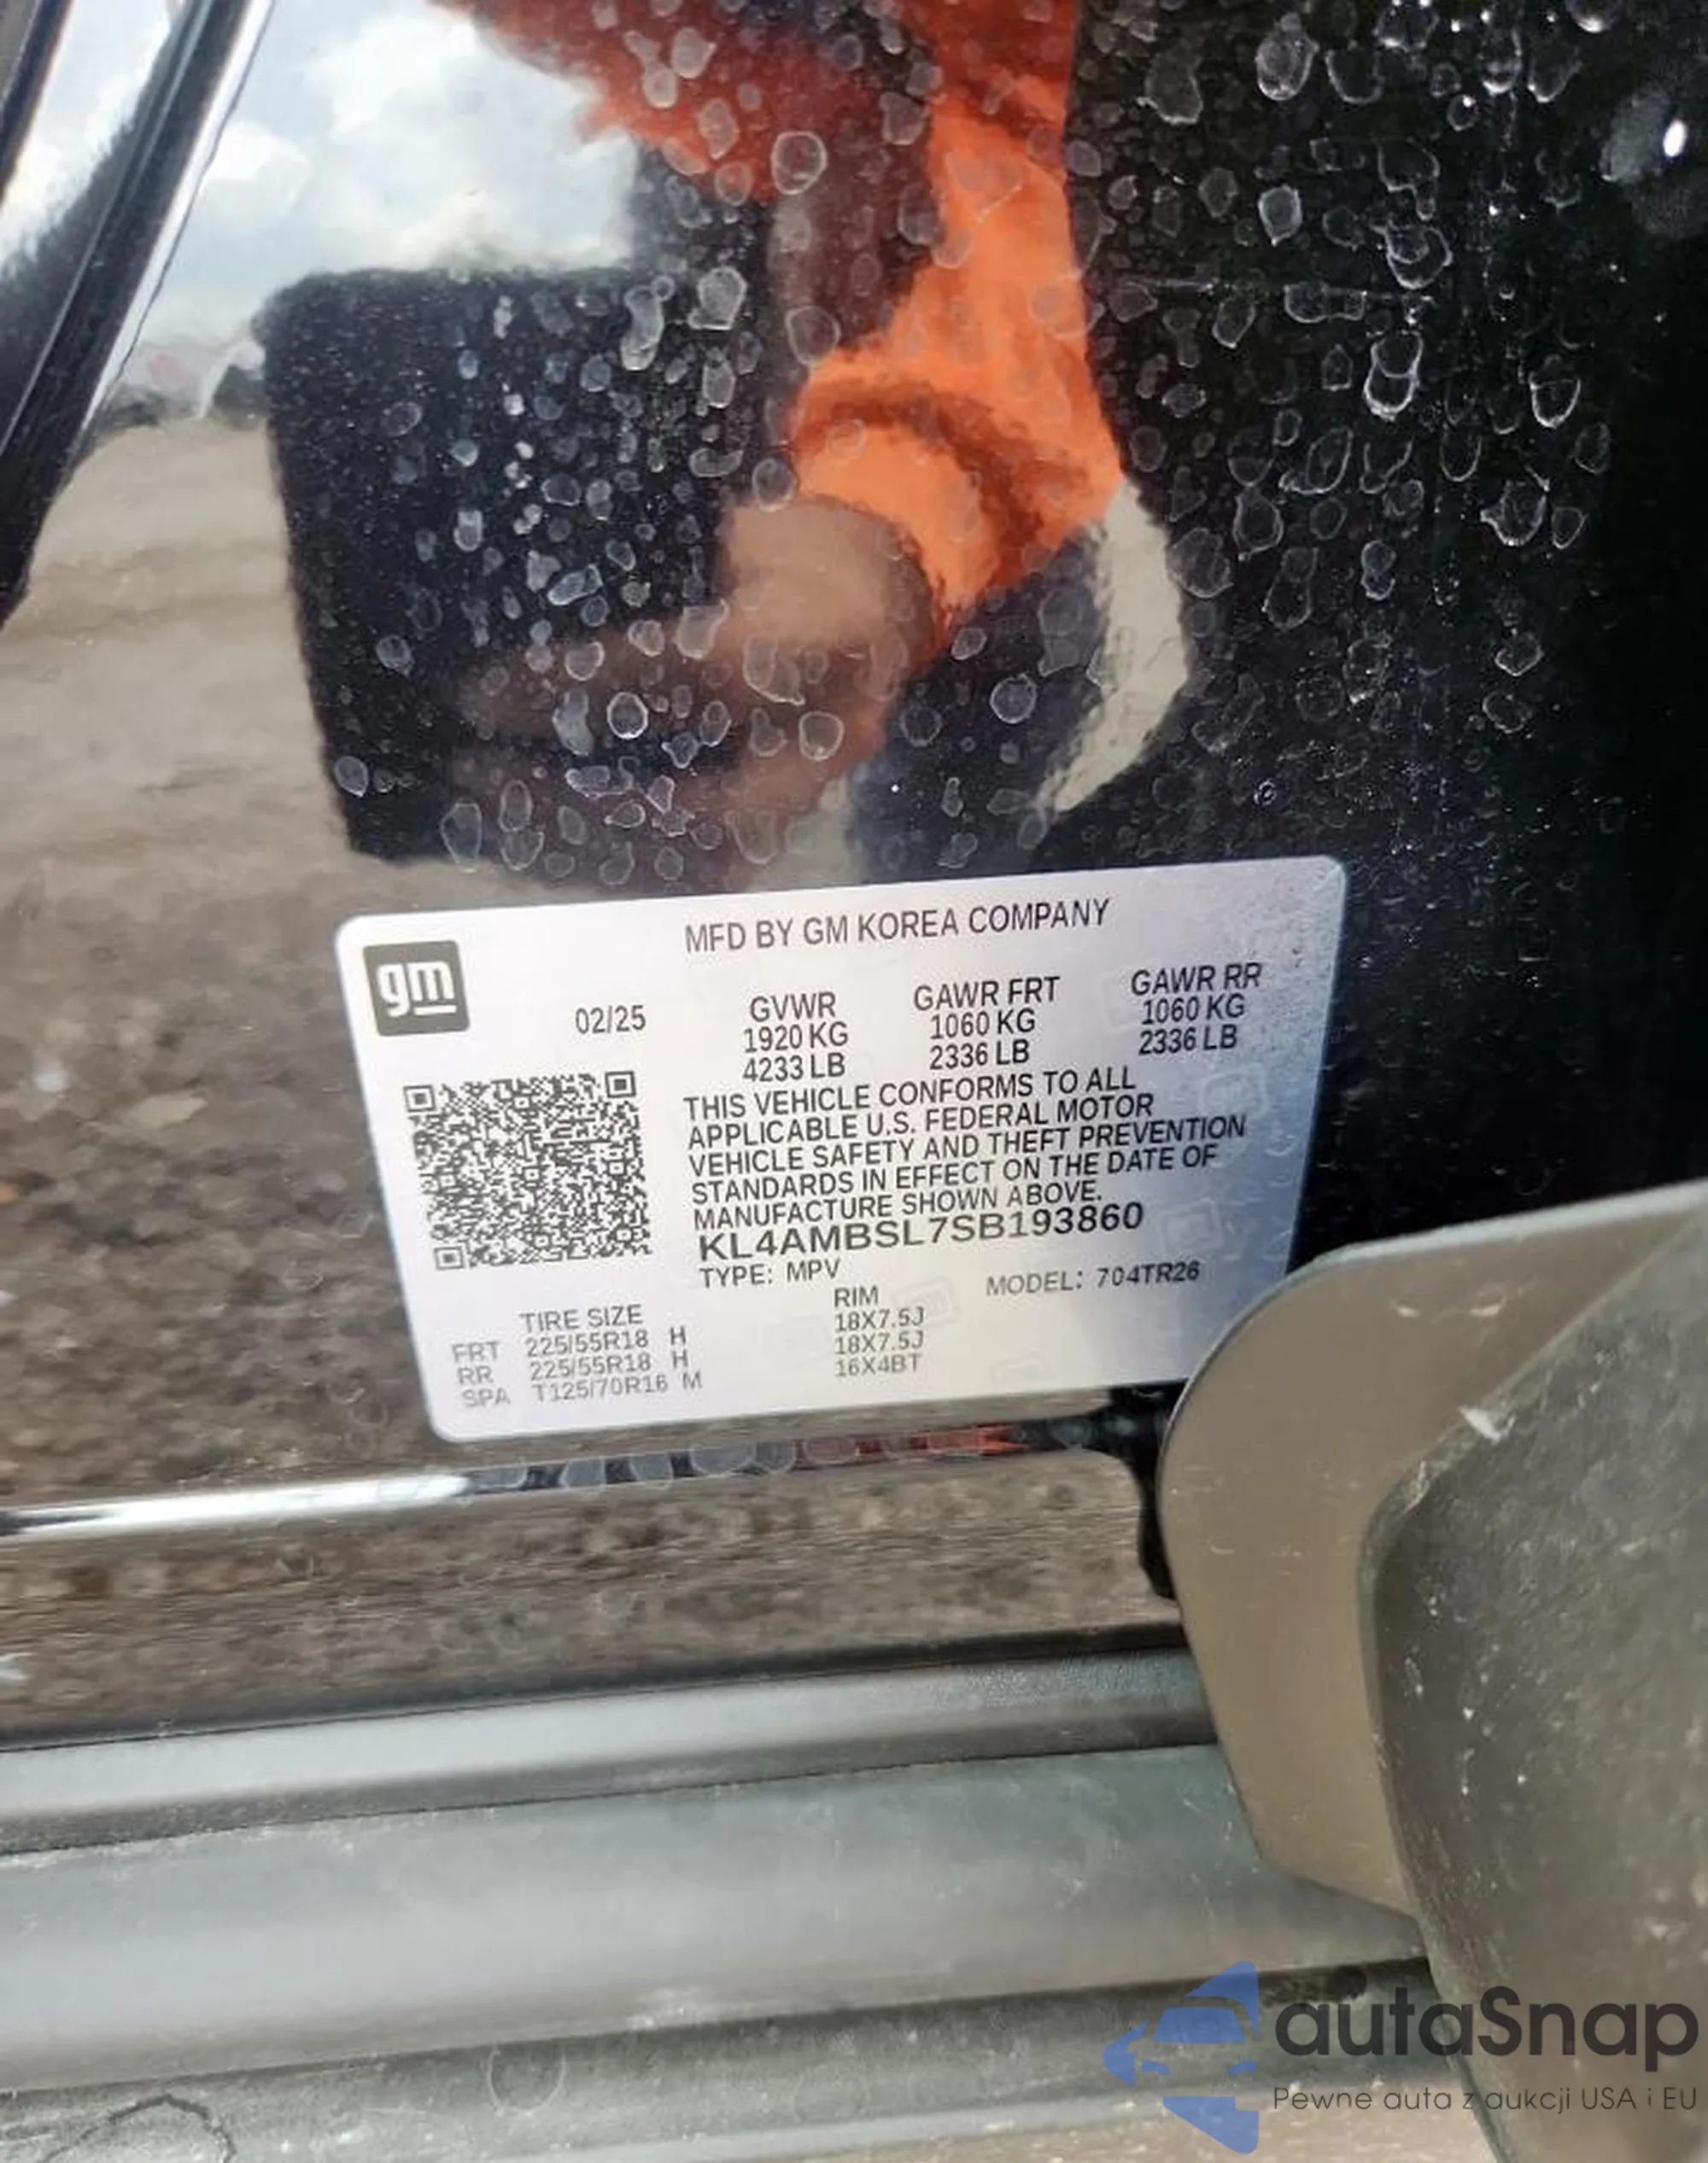 MFD BY GM KOREA COMPANY
gm
02/25
GVWR GAWR FRT GAWR RR
1920 KG 1060 KG 1060 KG
4233 LB 2336 LB 2336 LB
THIS VEHICLE CONFORMS TO ALL
APPLICABLE U.S. FEDERAL MOTOR
VEHICLE SAFETY AND THEFT PREVENTION
STANDARDS IN EFFECT ON THE DATE OF
MANUFACTURE SHOWN ABOVE.
KL4AMBSL7SB193860
TYPE: MPV MODEL: 704TR26
TIRE SIZE RIM
FRT 225/55R18 H 18X7.5J
RR 225/55R18 H 18X7.5J
SPA T125/70R16 M 16X4BT
autaSnap
Pewne auta z aukcji USA i EU